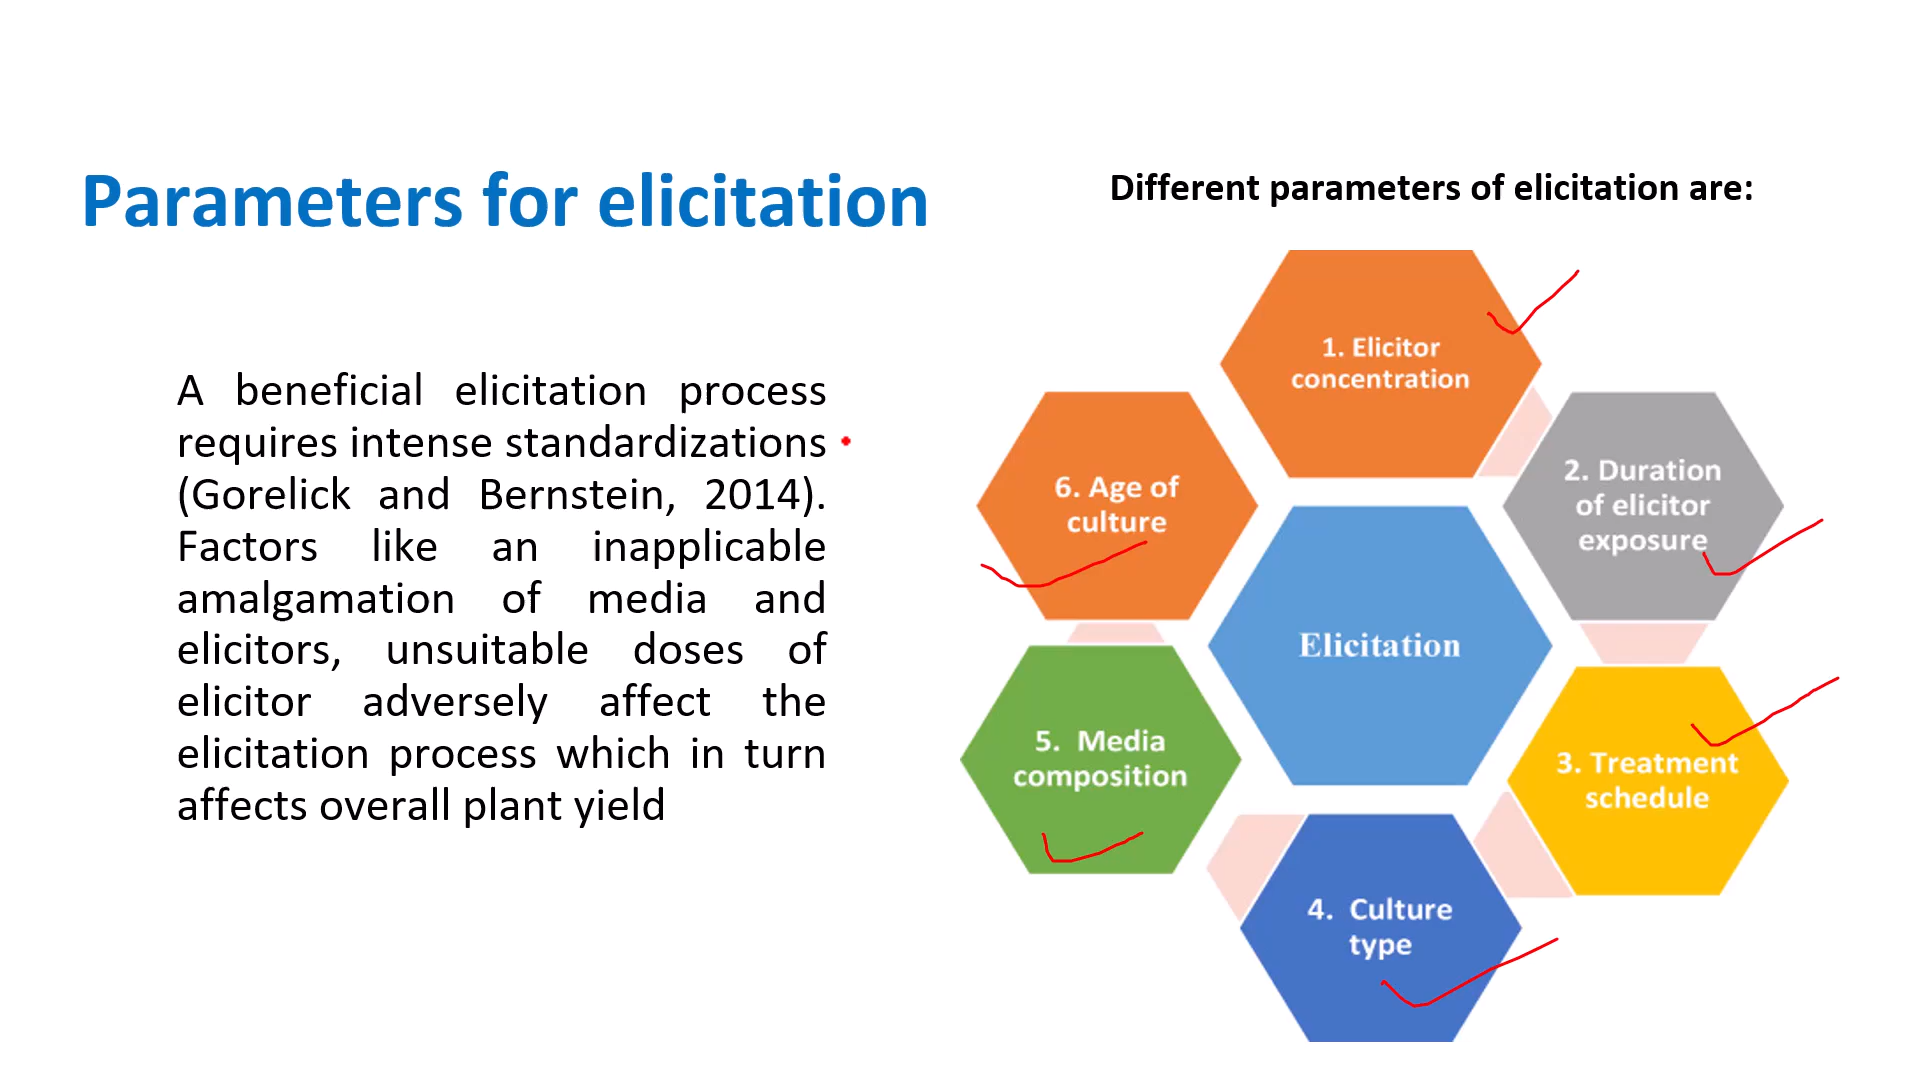 Parameters for elicitation
A beneficial elicitation process
requires intense standardizations
(Gorelick and Bernstein, 2014).
Factors like an inapplicable
amalgamation of media and
elicitors, unsuitable doses of
elicitor adversely affect the
elicitation process which in turn
affects overall plant yield
Different parameters of elicitation are:
1. Elicitor
concentration
2. Duration
of elicitor
exposure
3. Treatment
schedule
4. Culture
type
5. Media
composition
6. Age of
culture
Elicitation